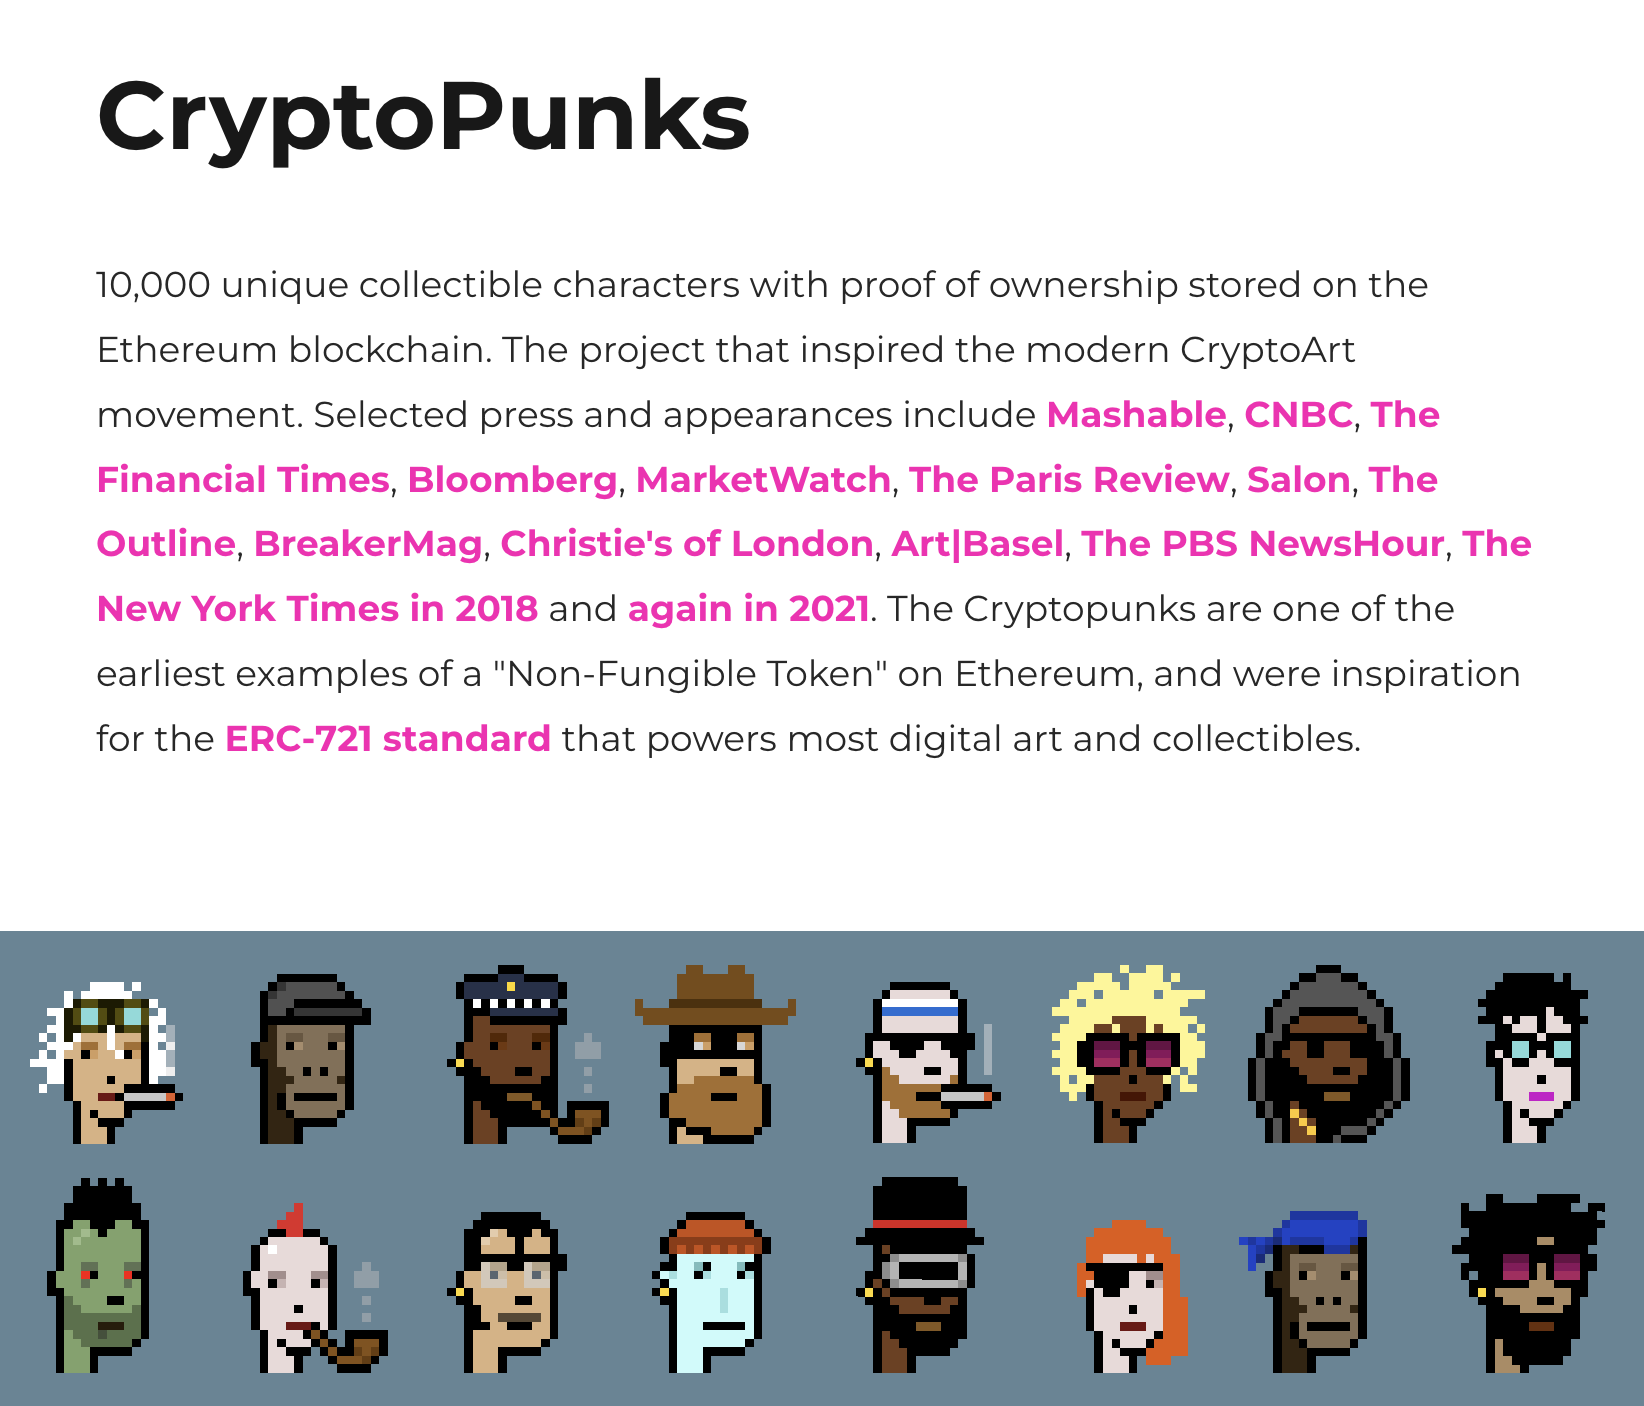 CryptoPunks
10,000 unique collectible characters with proof of ownership stored on the
Ethereum blockchain. The project that inspired the modern CryptoArt
movement. Selected press and appearances include Mashable, CNBC, The
Financial Times, Bloomberg, MarketWatch, The Paris Review, Salon, The
Outline, BreakerMag, Christie's of London, Art|Basel, The PBS NewsHour, The
New York Times in 2018 and again in 2021. The Cryptopunks are one of the
earliest examples of a "Non-Fungible Token" on Ethereum, and were inspiration
for the ERC-721 standard that powers most digital art and collectibles.